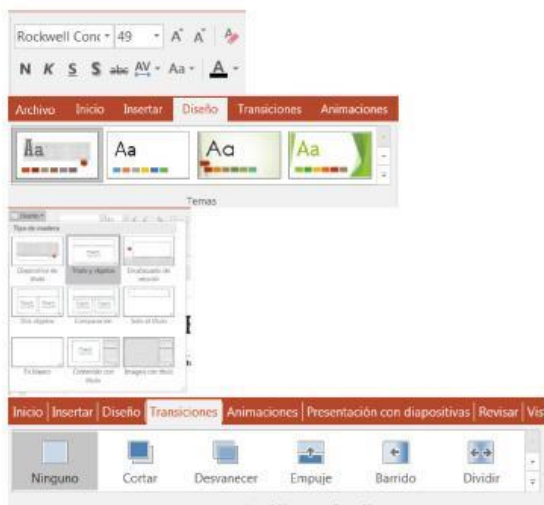 Rockwell Conc 49 A A A
N K S S abc AV Aa A
Archivo Inicio Insertar Diseño Transiciones Animaciones
Aa Aa Aa Aa
Temas
Diseño
Tipo de madera
Diapositiva de título Título y objetos Encabezado de sección
Dos objetos Comparación Solo el título
En blanco Contenido con título Imagen con título
Inicio Insertar Diseño Transiciones Animaciones Presentación con diapositivas Revisar Vis
Ninguno Cortar Desvanecer Empuje Barrido Dividir